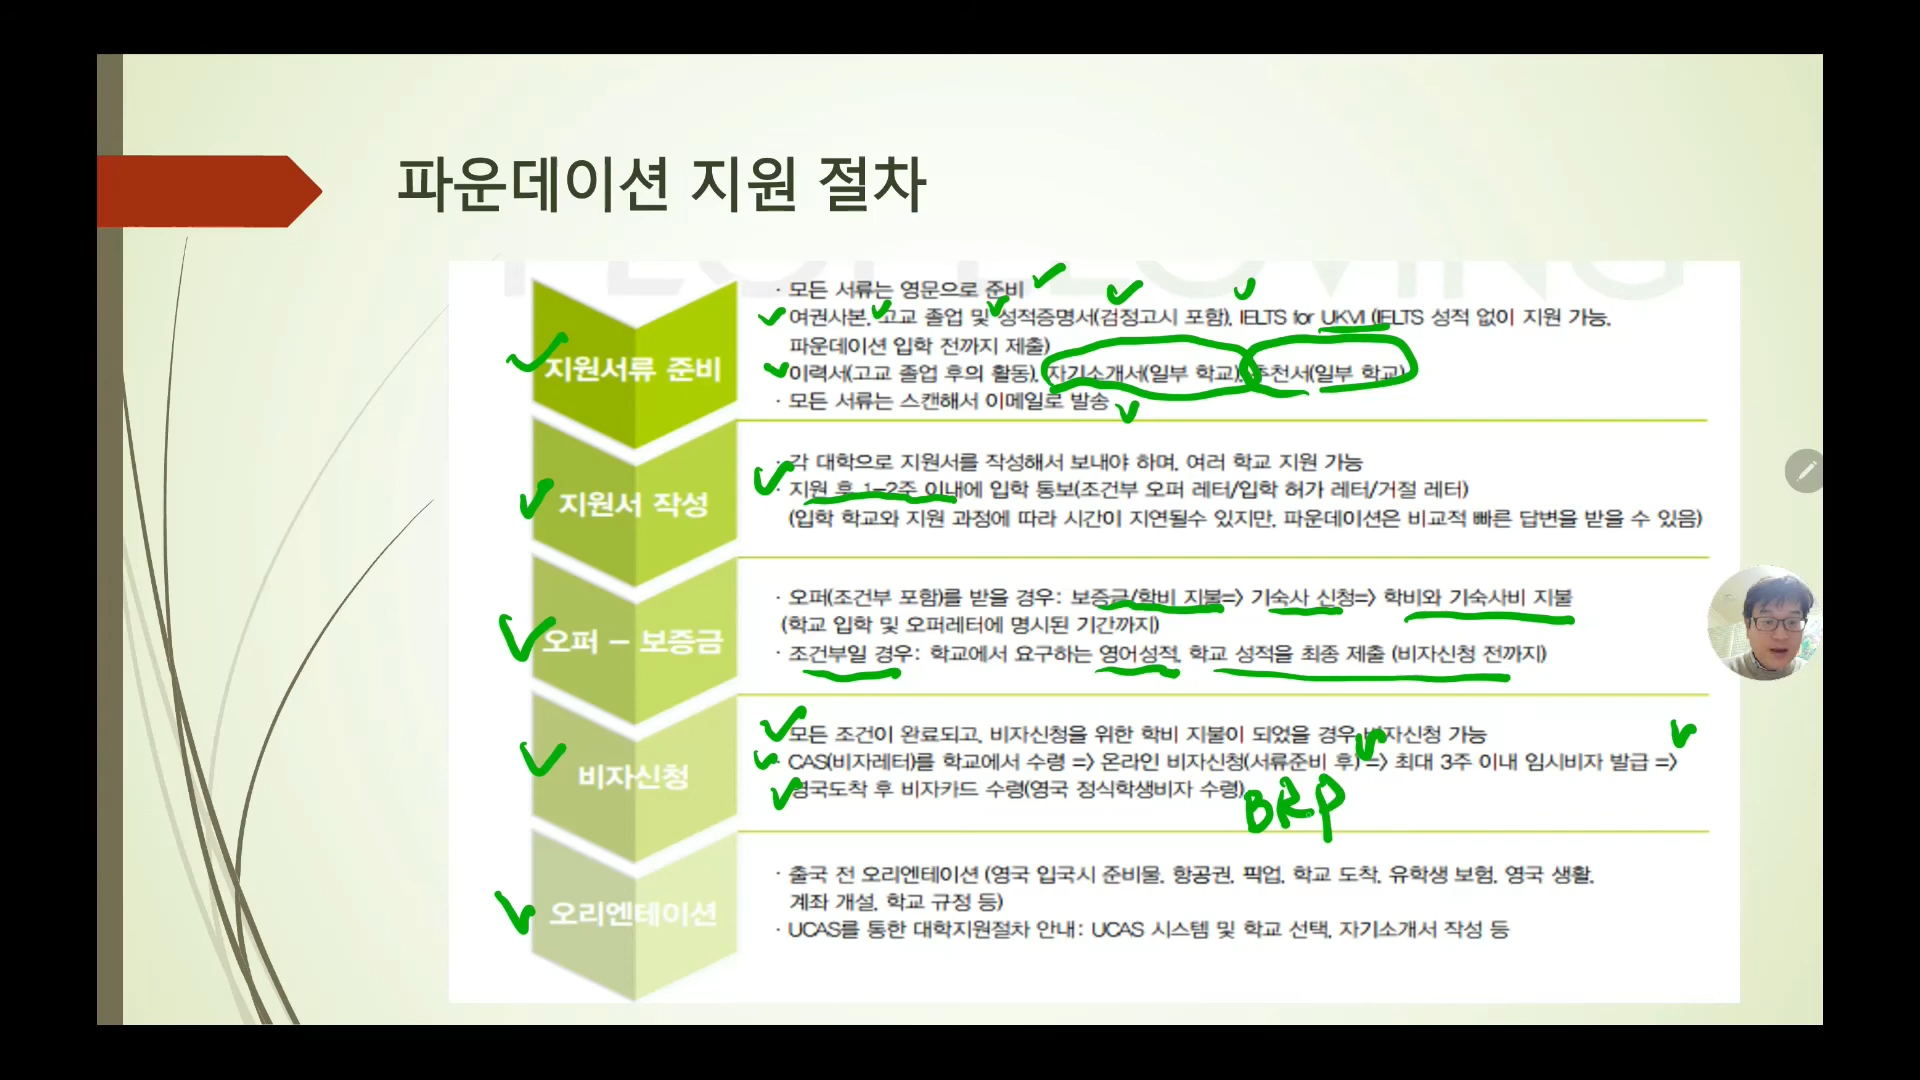 파운데이션 지원 절차
지원서류 준비
· 모든 서류는 영문으로 준비
여권사본, 고교 졸업 및 성적증명서(검정고시 포함), IELTS for UKVI (IELTS 성적 없이 지원 가능,
파운데이션 입학 전까지 제출)
이력서(고교 졸업 후의 활동), 자기소개서(일부 학교), 추천서(일부 학교)
· 모든 서류는 스캔해서 이메일로 발송
지원서 작성
· 각 대학으로 지원서를 작성해서 보내야 하며, 여러 학교 지원 가능
· 지원 후 1-2주 이내에 입학 통보(조건부 오퍼 레터/입학 허가 레터/거절 레터)
(입학 학교와 지원 과정에 따라 시간이 지연될수 있지만, 파운데이션은 비교적 빠른 답변을 받을 수 있음)
오퍼 – 보증금
· 오퍼(조건부 포함)를 받을 경우: 보증금/학비 지불=> 기숙사 신청=> 학비와 기숙사비 지불
(학교 입학 및 오퍼레터에 명시된 기간까지)
· 조건부일 경우: 학교에서 요구하는 영어성적, 학교 성적을 최종 제출 (비자신청 전까지)
비자신청
모든 조건이 완료되고, 비자신청을 위한 학비 지불이 되었을 경우 비자신청 가능
· CAS(비자레터)를 학교에서 수령 => 온라인 비자신청(서류준비 후) => 최대 3주 이내 임시비자 발급 =>
영국도착 후 비자카드 수령(영국 정식학생비자 수령)
BRP
오리엔테이션
· 출국 전 오리엔테이션 (영국 입국시 준비물, 항공권, 픽업, 학교 도착, 유학생 보험, 영국 생활,
계좌 개설, 학교 규정 등)
· UCAS를 통한 대학지원절차 안내: UCAS 시스템 및 학교 선택, 자기소개서 작성 등